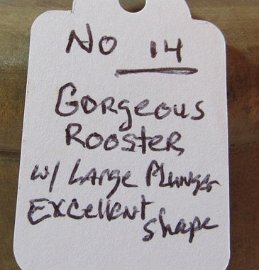 No 14
Gorgeous
Rooster
w/ Large Plunger
Excellent
shape